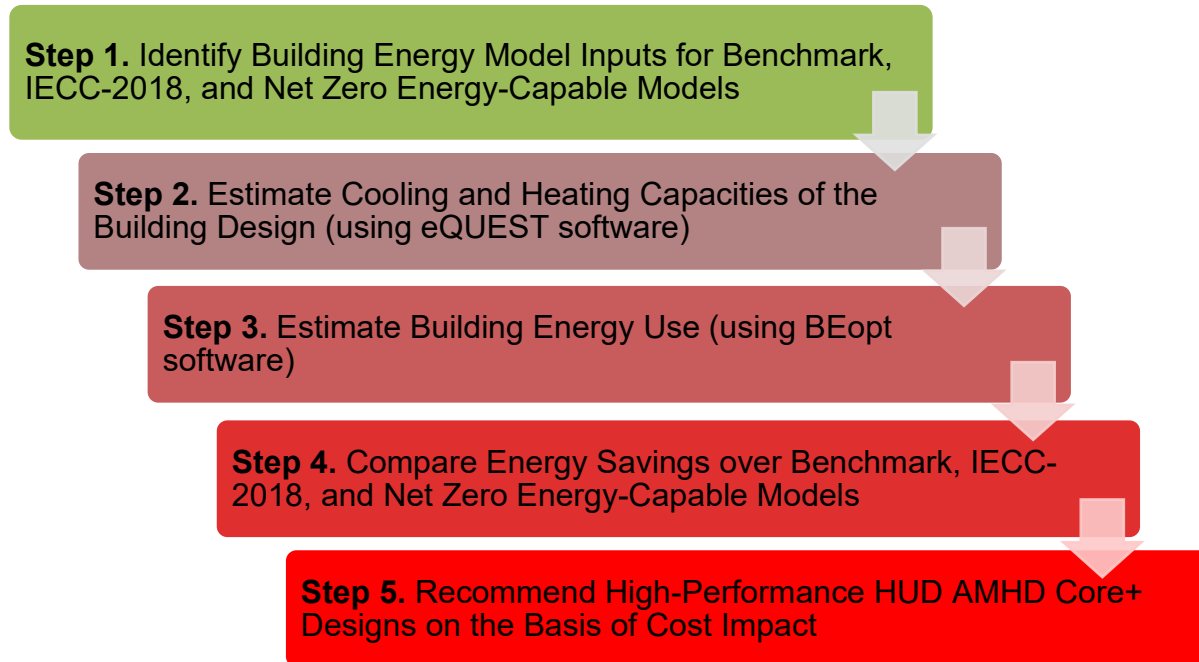 Step 1. Identify Building Energy Model Inputs for Benchmark,
IECC-2018, and Net Zero Energy-Capable Models
Step 2. Estimate Cooling and Heating Capacities of the
Building Design (using eQUEST software)
Step 3. Estimate Building Energy Use (using BEopt
software)
Step 4. Compare Energy Savings over Benchmark, IECC-
2018, and Net Zero Energy-Capable Models
Step 5. Recommend High-Performance HUD AMHD Core+
Designs on the Basis of Cost Impact